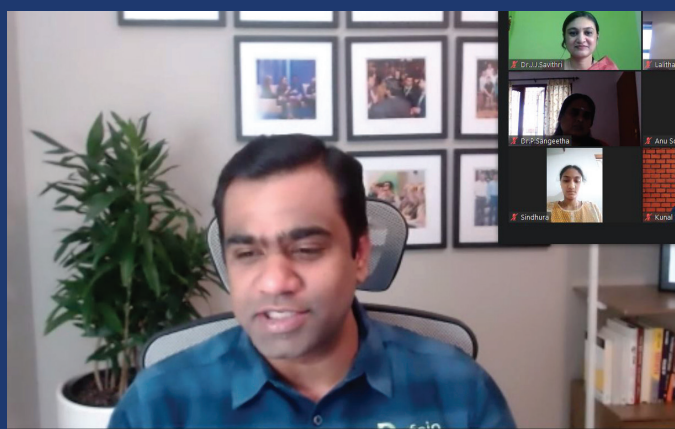 Dr.J.J.Savithri
Lalitha
Dr.P.Sangeetha
Anu S
Sindhura
Kunal